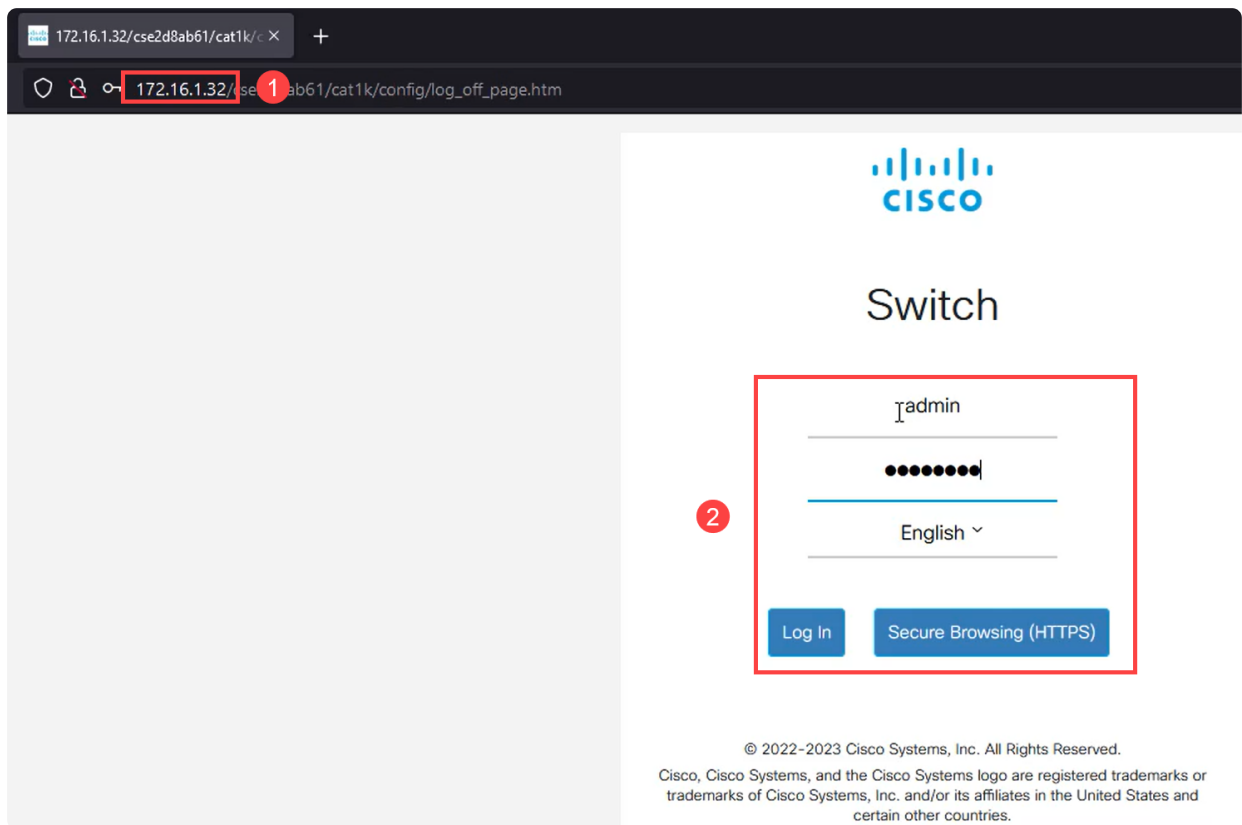 172.16.1.32/cse2d8ab61/cat1k/c
172.16.1.32/cse ab61/cat1k/config/log_off_page.htm
1
CISCO
Switch
admin
••••••••
2
English
Log In
Secure Browsing (HTTPS)
© 2022-2023 Cisco Systems, Inc. All Rights Reserved.
Cisco, Cisco Systems, and the Cisco Systems logo are registered trademarks or
trademarks of Cisco Systems, Inc. and/or its affiliates in the United States and
certain other countries.